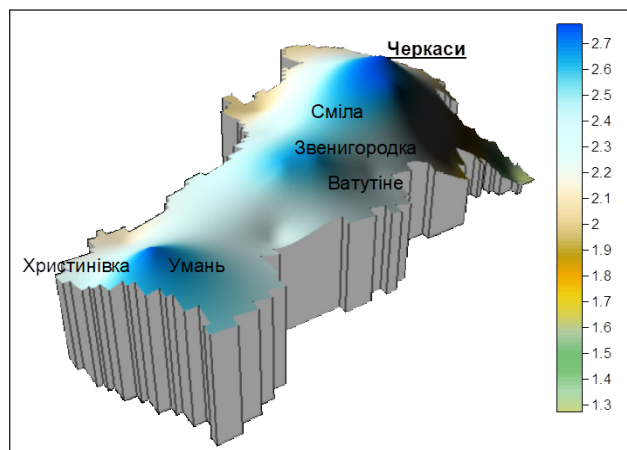 Черкаси
Сміла
Звенигородка
Ватутіне
Христинівка
Умань
2.7
2.6
2.5
2.4
2.3
2.2
2.1
2
1.9
1.8
1.7
1.6
1.5
1.4
1.3